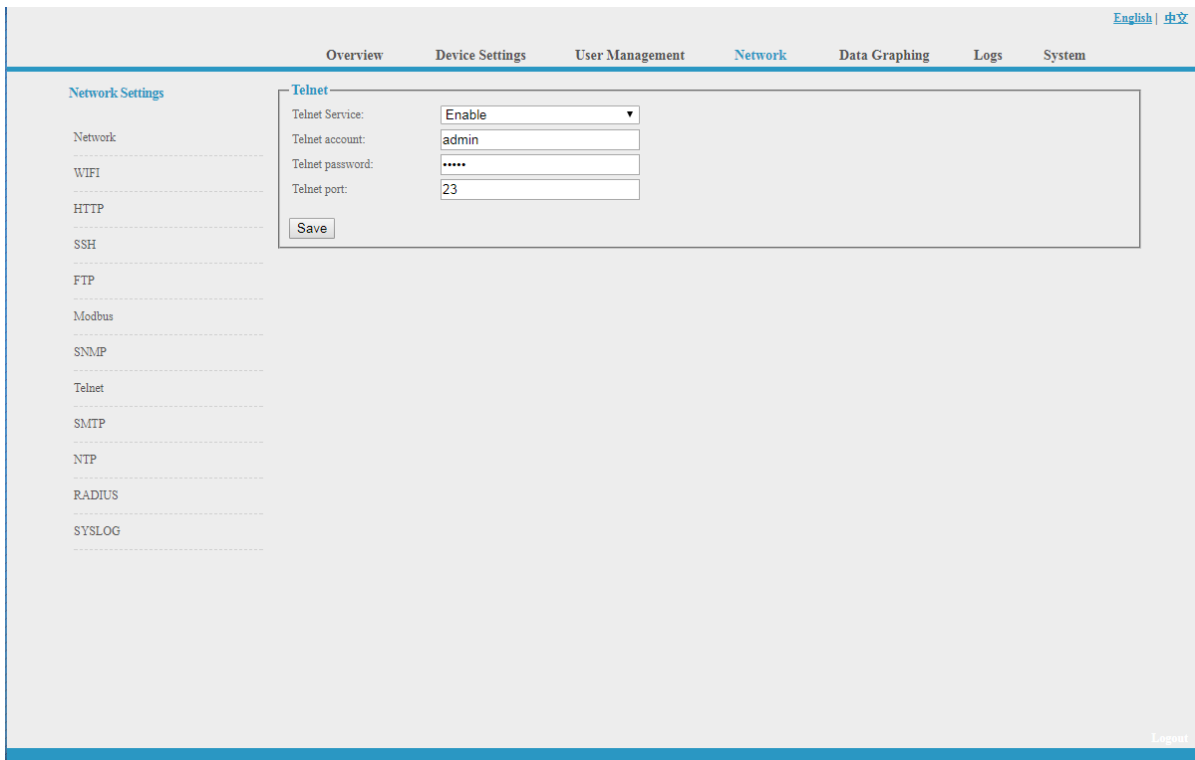 English | 中文
Overview Device Settings User Management Network Data Graphing Logs System
Network Settings
Network
WIFI
HTTP
SSH
FTP
Modbus
SNMP
Telnet
SMTP
NTP
RADIUS
SYSLOG
Telnet
Telnet Service: Enable
Telnet account: admin
Telnet password: •••••
Telnet port: 23
Save
Logout